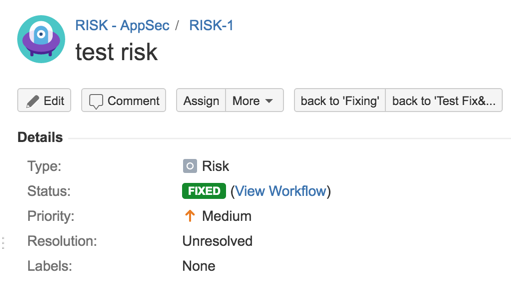 RISK - AppSec / RISK-1
test risk
Edit Comment Assign More back to 'Fixing' back to 'Test Fix&...
Details
Type: Risk
Status: FIXED (View Workflow)
Priority: Medium
Resolution: Unresolved
Labels: None